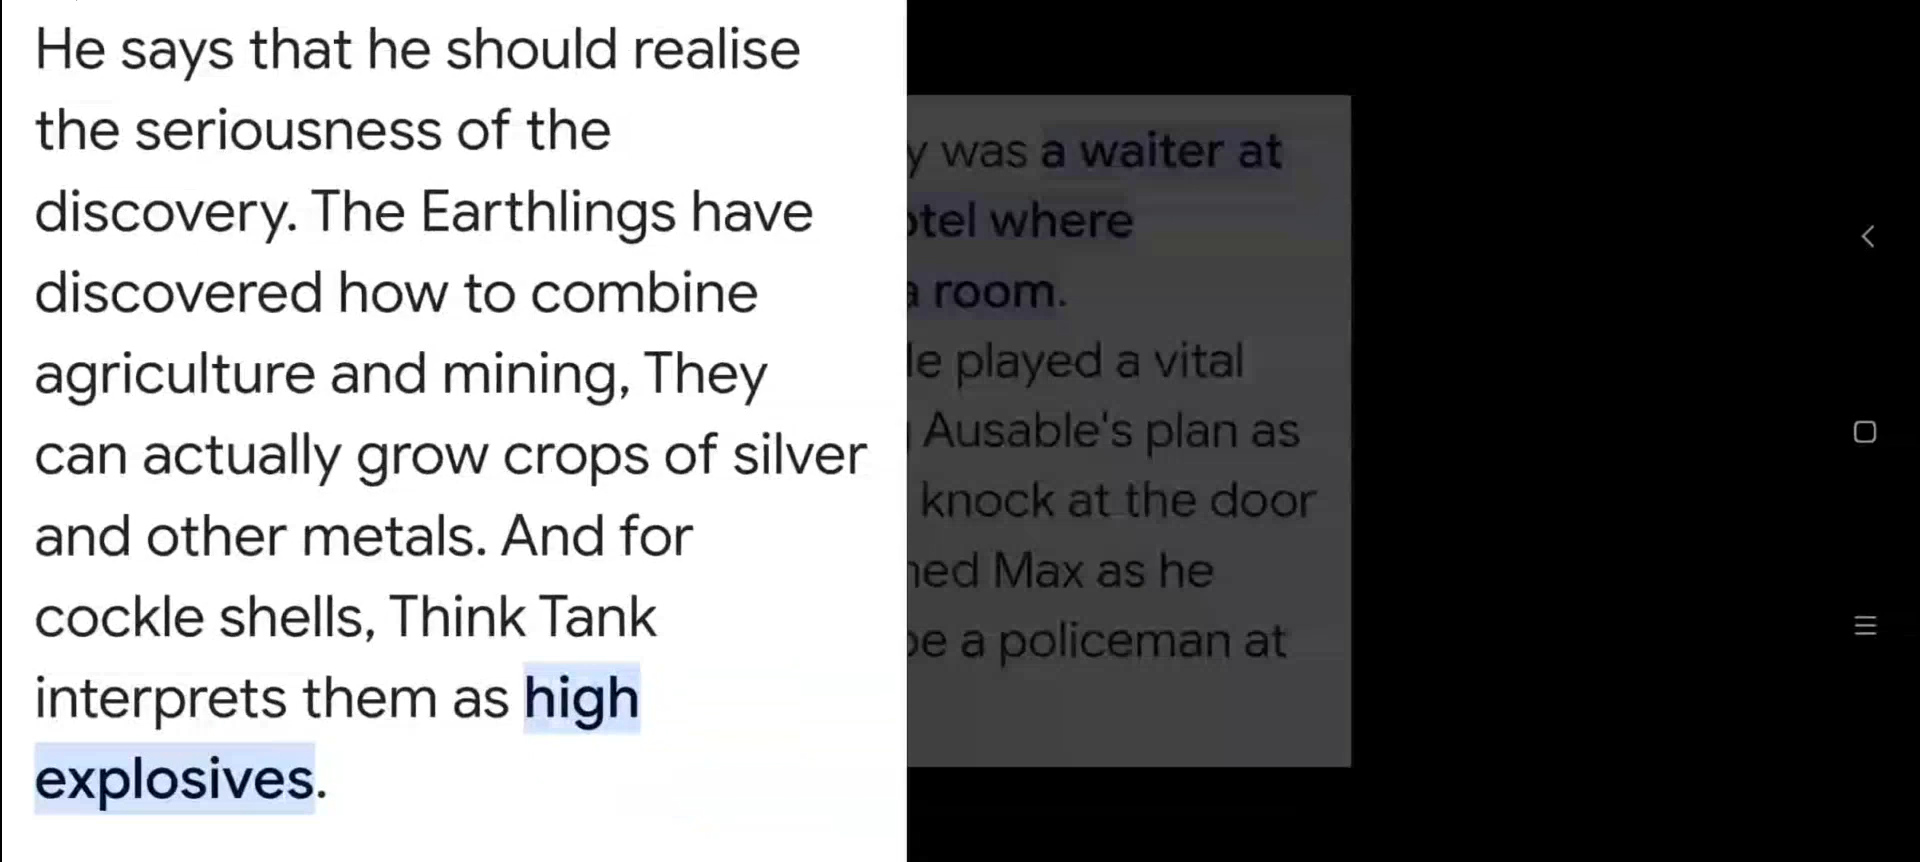 He says that he should realise
the seriousness of the
discovery. The Earthlings have
discovered how to combine
agriculture and mining, They
can actually grow crops of silver
and other metals. And for
cockle shells, Think Tank
interprets them as high
explosives.
was a waiter at
where
room.
played a vital
Ausable's plan as
knock at the door
Max as he
a policeman at